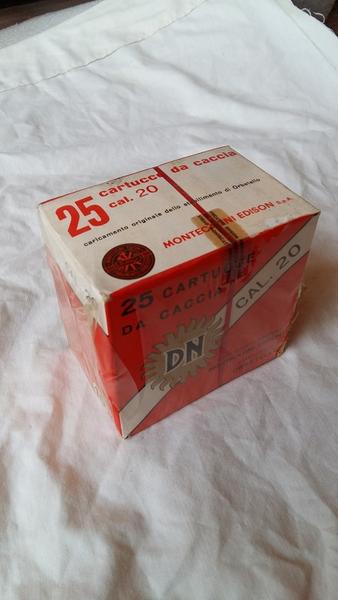 25 cartucce da caccia
cal. 20
caricamento originale dello stabilimento di Orbetello
MONTECATINI EDISON S.p.A.
25 CARTUCCE
DA CACCIA
CAL. 20
DN